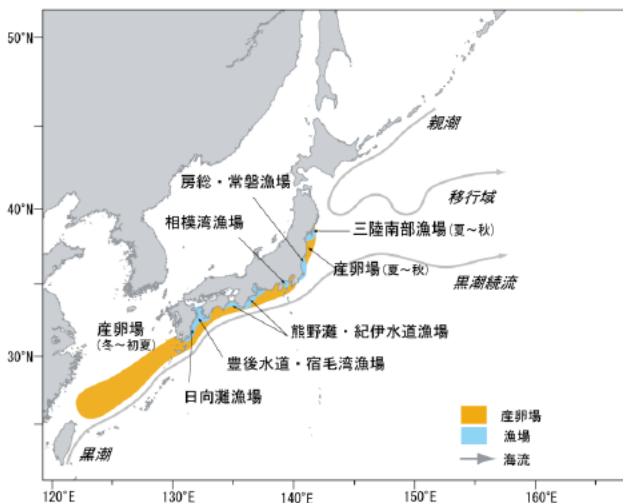 50°N
親潮
房総・常磐漁場
移行域
40°N
相模湾漁場
三陸南部漁場(夏～秋)
産卵場(夏～秋)
黒潮続流
産卵場
(冬～初夏)
熊野灘・紀伊水道漁場
30°N
豊後水道・宿毛湾漁場
日向灘漁場
産卵場
漁場
黒潮
海流
120°E
130°E
140°E
150°E
160°E